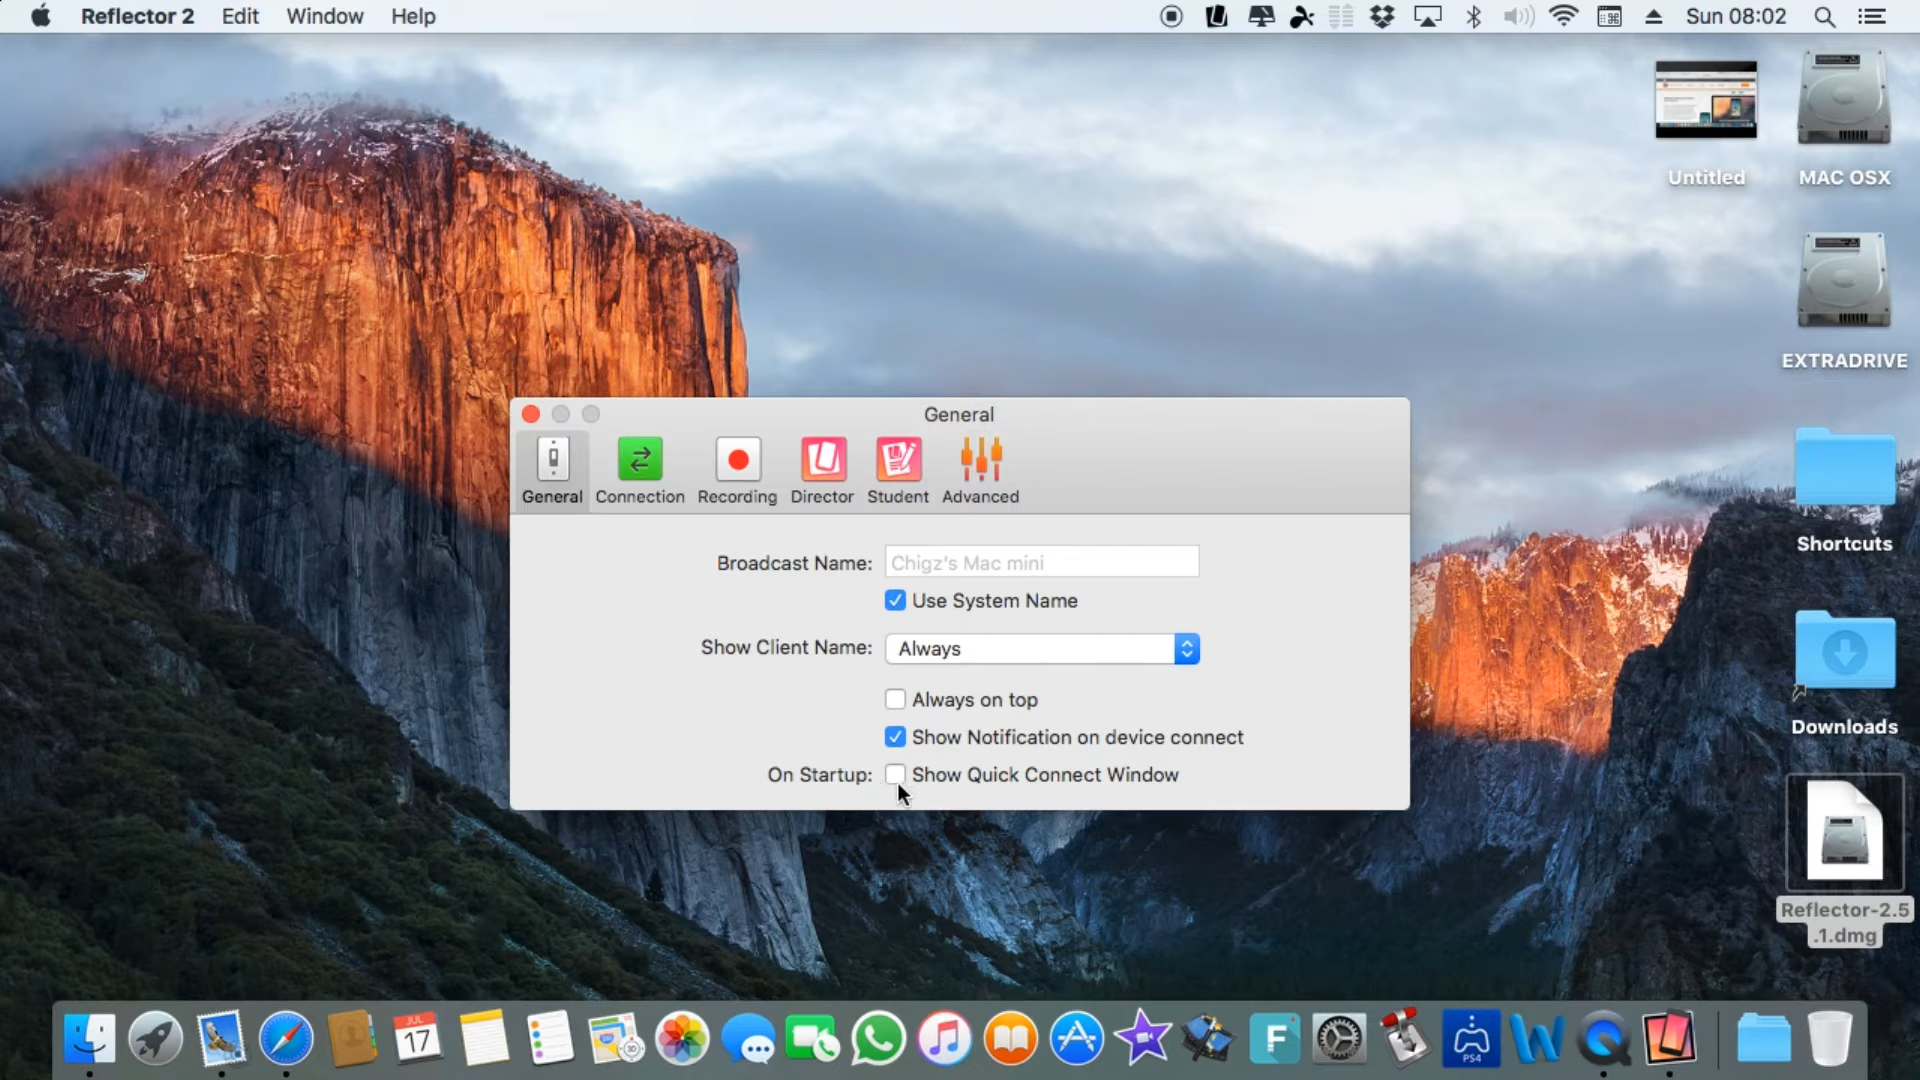 Reflector 2 Edit Window Help
Sun 08:02
Untitled
MAC OSX
EXTRADRIVE
Shortcuts
Downloads
Reflector-2.5
.1.dmg
General
General Connection Recording Director Student Advanced
Broadcast Name: Chigz's Mac mini
Use System Name
Show Client Name: Always
Always on top
Show Notification on device connect
On Startup: Show Quick Connect Window
JUL
17
3D
F
PS4
W